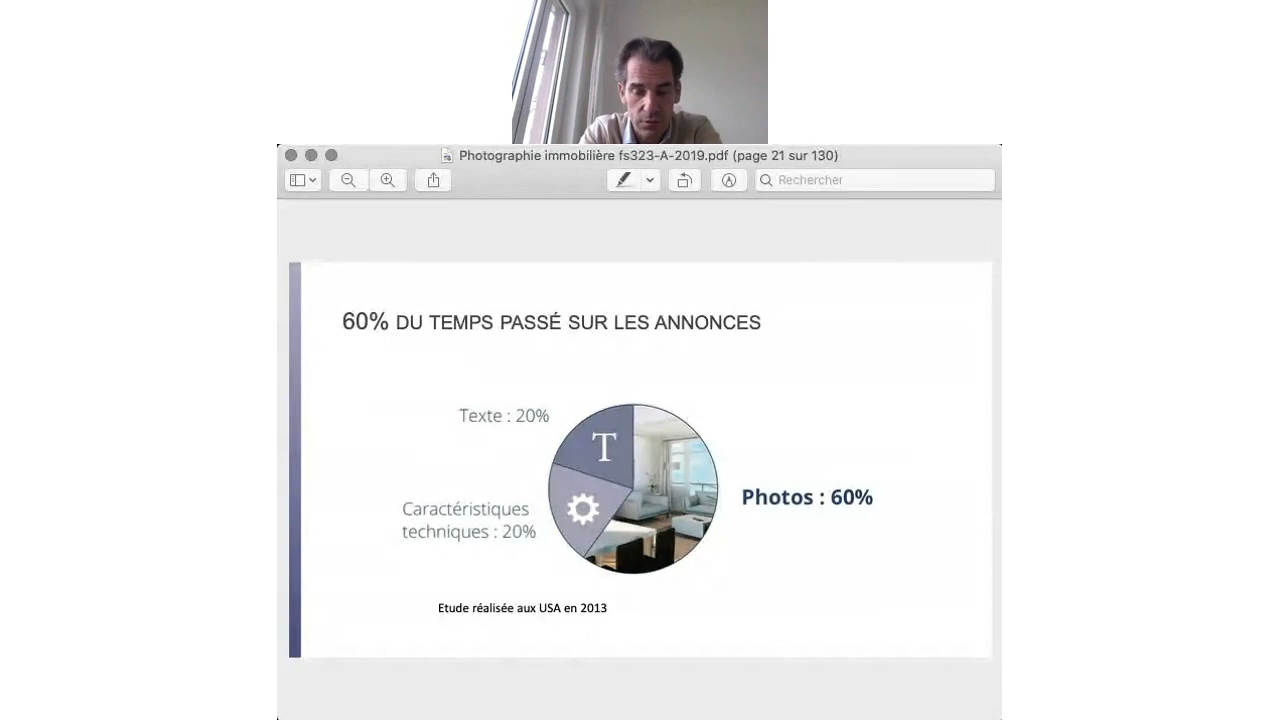 Photographie immobilière fs323-A-2019.pdf (page 21 sur 130)
Rechercher
60% DU TEMPS PASSÉ SUR LES ANNONCES
Texte : 20%
T
Caractéristiques
techniques : 20%
Photos : 60%
Etude réalisée aux USA en 2013